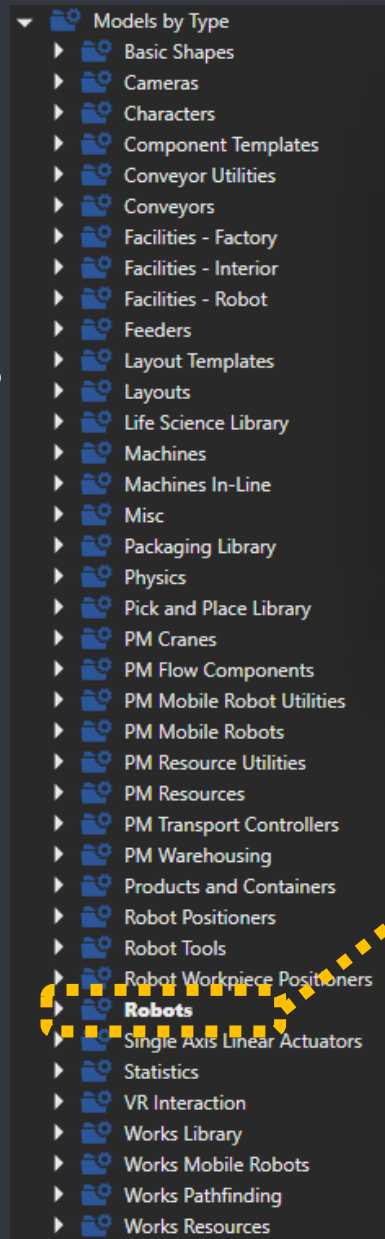 Models by Type
Basic Shapes
Cameras
Characters
Component Templates
Conveyor Utilities
Conveyors
Facilities - Factory
Facilities - Interior
Facilities - Robot
Feeders
Layout Templates
Layouts
Life Science Library
Machines
Machines In-Line
Misc
Packaging Library
Physics
Pick and Place Library
PM Cranes
PM Flow Components
PM Mobile Robot Utilities
PM Mobile Robots
PM Resource Utilities
PM Resources
PM Transport Controllers
PM Warehousing
Products and Containers
Robot Positioners
Robot Tools
Robot Workpiece Positioners
Robots
Single Axis Linear Actuators
Statistics
VR Interaction
Works Library
Works Mobile Robots
Works Pathfinding
Works Resources